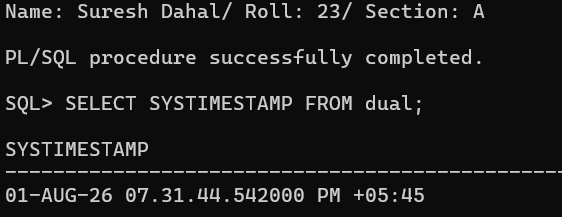 Name: Suresh Dahal/ Roll: 23/ Section: A
PL/SQL procedure successfully completed.
SQL> SELECT SYSTIMESTAMP FROM dual;
SYSTIMESTAMP
-----------------------------------------------
01-AUG-26 07.31.44.542000 PM +05:45